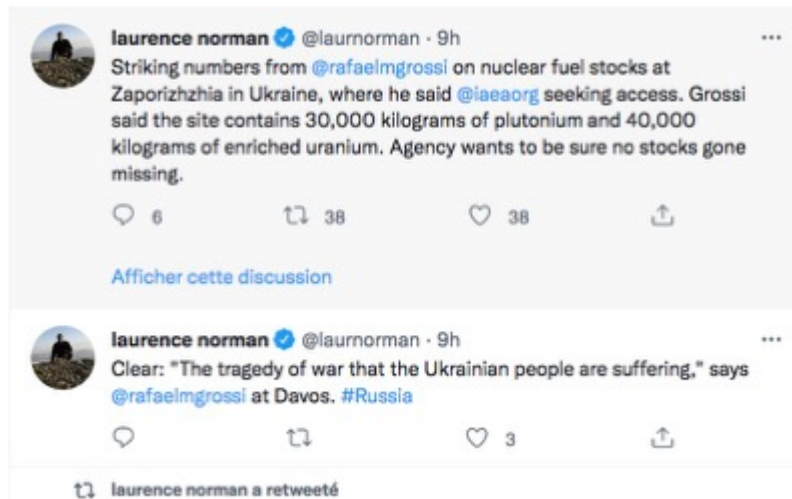 laurence norman @laurnorman · 9h
Striking numbers from @rafaelmgrossi on nuclear fuel stocks at
Zaporizhzhia in Ukraine, where he said @iaeaorg seeking access. Grossi
said the site contains 30,000 kilograms of plutonium and 40,000
kilograms of enriched uranium. Agency wants to be sure no stocks gone
missing.
6 38 38
Afficher cette discussion
laurence norman @laurnorman · 9h
Clear: "The tragedy of war that the Ukrainian people are suffering," says
@rafaelmgrossi at Davos. #Russia
3
laurence norman a retweeté